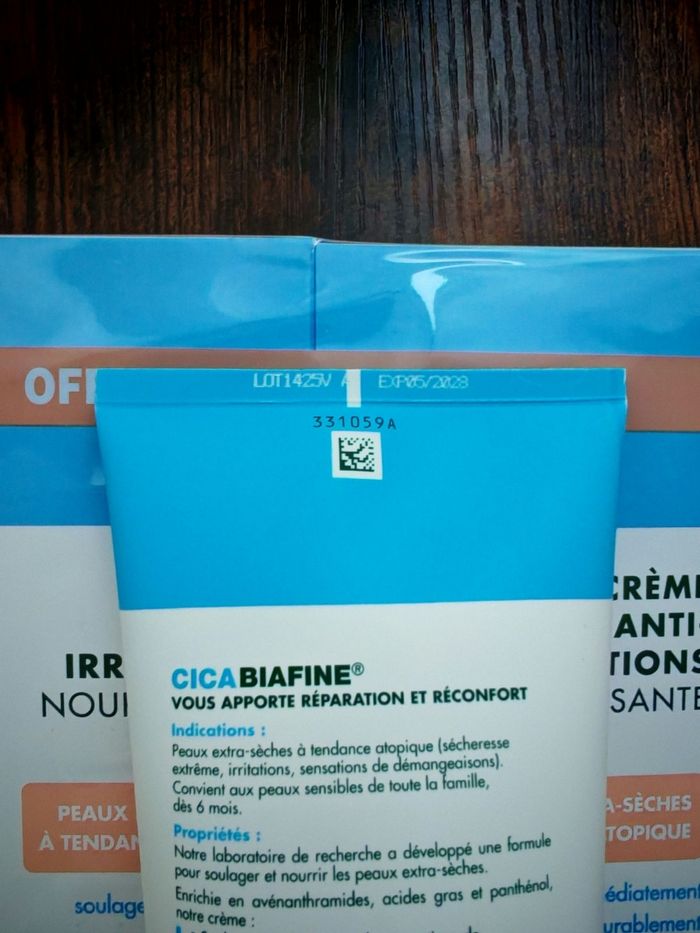 OFF
LOT1425V A EXP05/2028
331059A
CICABIAFINE®
VOUS APPORTE RÉPARATION ET RÉCONFORT
Indications :
Peaux extra-sèches à tendance atopique (sécheresse
extrême, irritations, sensations de démangeaisons).
Convient aux peaux sensibles de toute la famille,
dès 6 mois.
Propriétés :
Notre laboratoire de recherche a développé une formule
pour soulager et nourrir les peaux extra-sèches.
Enrichie en avénanthramides, acides gras et panthénol,
notre crème :
IRR
NOUR
PEAUX
À TENDAN
soulage
CRÈM
ANTI-
TIONS
SANTE
A-SÈCHES
TOPIQUE
édiatement
urablement